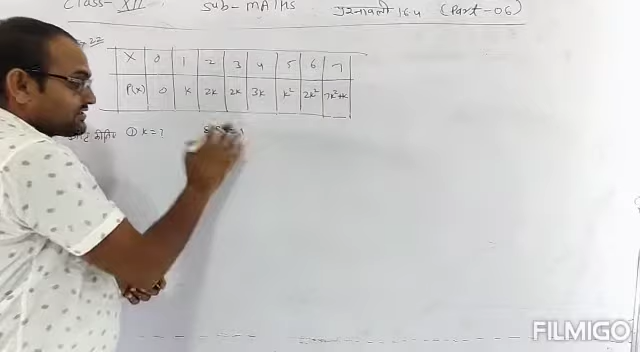 Class- XII Sub- MATHS प्रश्नावली 16.4 (Part-06)
22
X 0 1 2 3 4 5 6 7
P(X) 0 K 2K 2K 3K K² 2K² 7K²+K
कीजिए ① K=?
FILMIGO